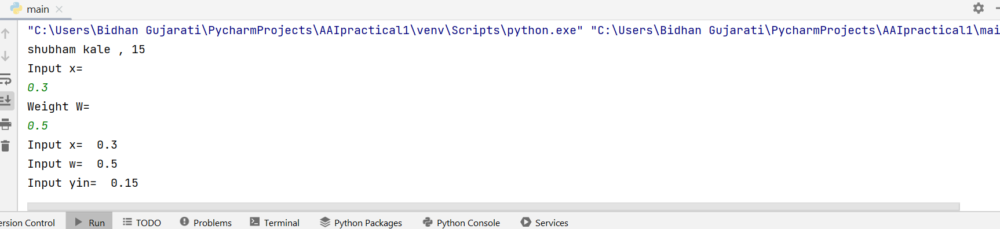 main
"C:\Users\Bidhan Gujarati\PycharmProjects\AAIpractical1\venv\Scripts\python.exe" "C:\Users\Bidhan Gujarati\PycharmProjects\AAIpractical1\mai
shubham kale , 15
Input x=
0.3
Weight W=
0.5
Input x=  0.3
Input w=  0.5
Input yin=  0.15
ersion Control Run TODO Problems Terminal Python Packages Python Console Services